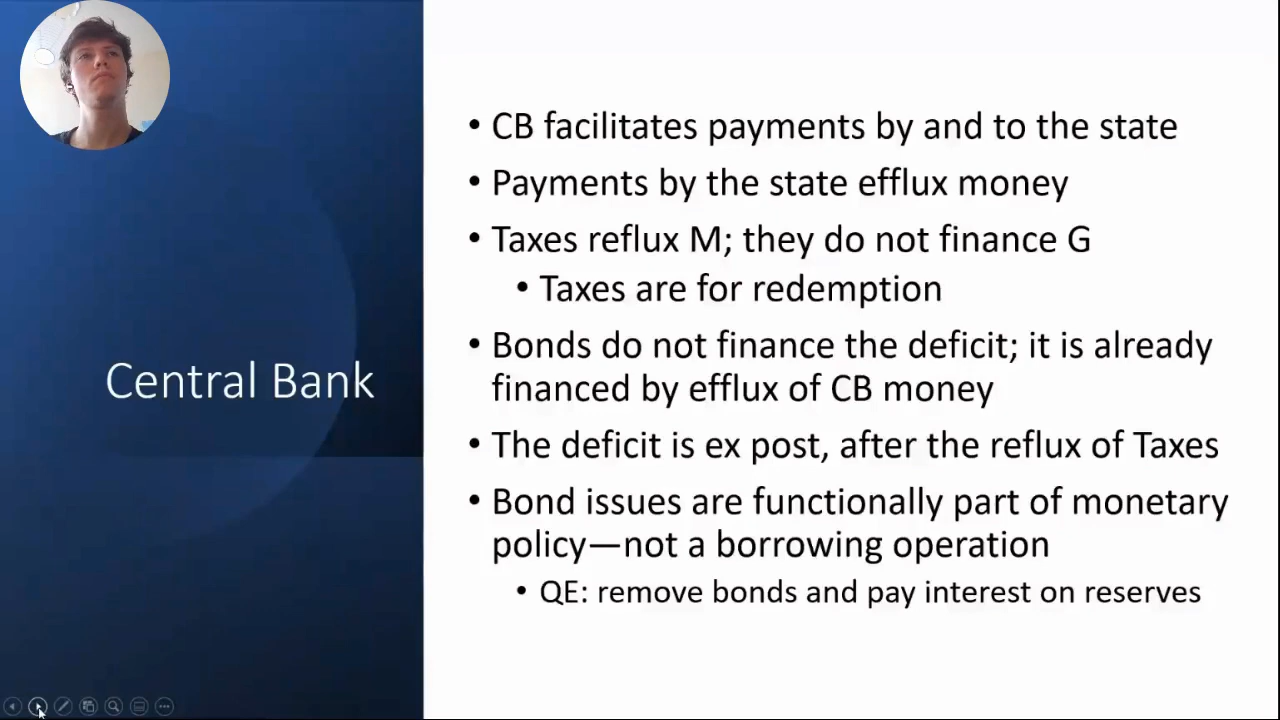 Central Bank
• CB facilitates payments by and to the state
• Payments by the state efflux money
• Taxes reflux M; they do not finance G
• Taxes are for redemption
• Bonds do not finance the deficit; it is already
financed by efflux of CB money
• The deficit is ex post, after the reflux of Taxes
• Bond issues are functionally part of monetary
policy—not a borrowing operation
• QE: remove bonds and pay interest on reserves